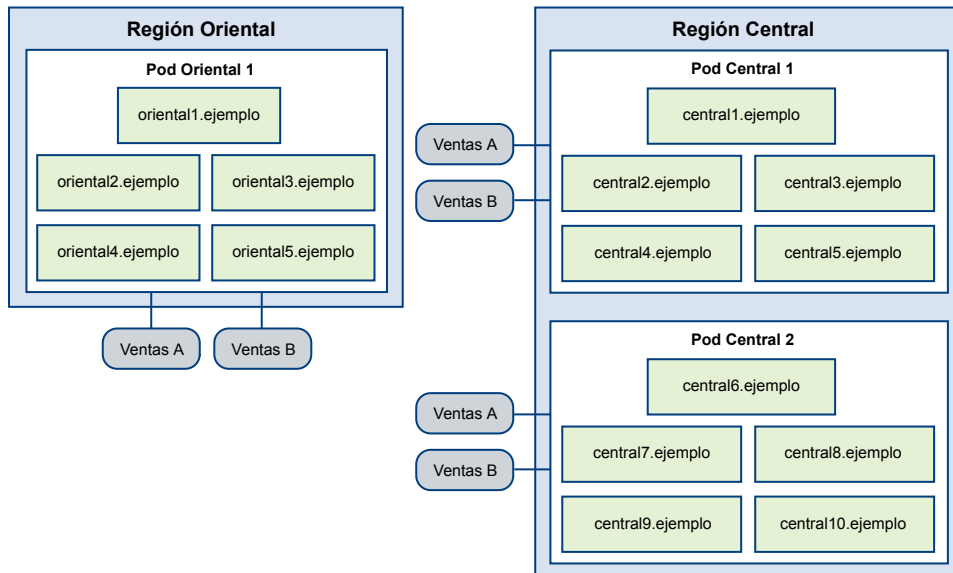 Región Oriental
Pod Oriental 1
oriental1.ejemplo
oriental2.ejemplo
oriental3.ejemplo
oriental4.ejemplo
oriental5.ejemplo
Ventas A
Ventas B
Región Central
Pod Central 1
central1.ejemplo
Ventas A
central2.ejemplo
central3.ejemplo
Ventas B
central4.ejemplo
central5.ejemplo
Pod Central 2
central6.ejemplo
Ventas A
central7.ejemplo
central8.ejemplo
Ventas B
central9.ejemplo
central10.ejemplo